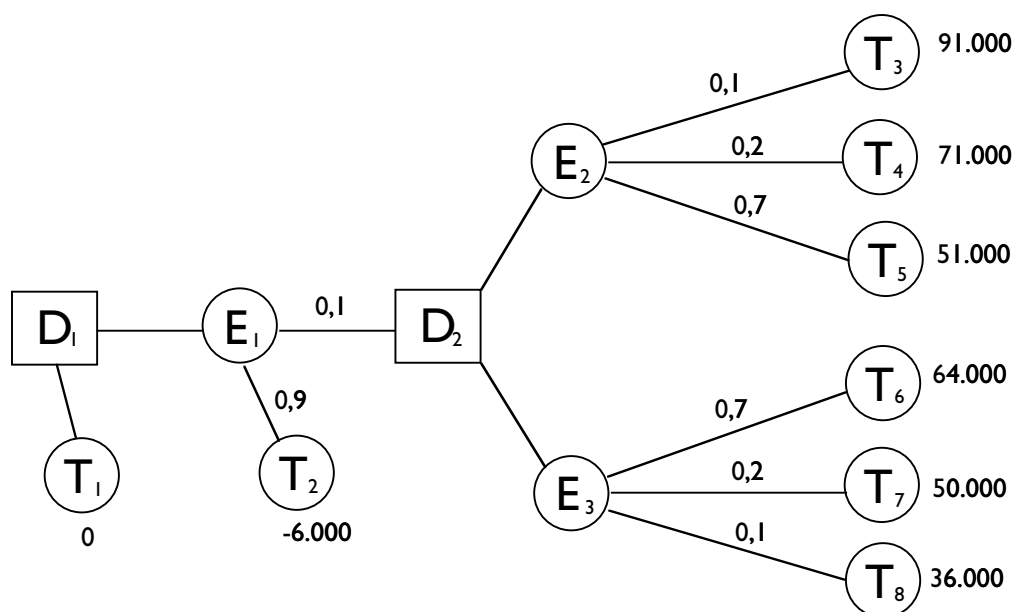 T3 91.000
0,1
E2 0,2 T4 71.000
0,7
T5 51.000
D1 E1 0,1 D2
0,9
T6 64.000
0,7
T1 T2 E3 0,2 T7 50.000
0 -6.000
0,1
T8 36.000